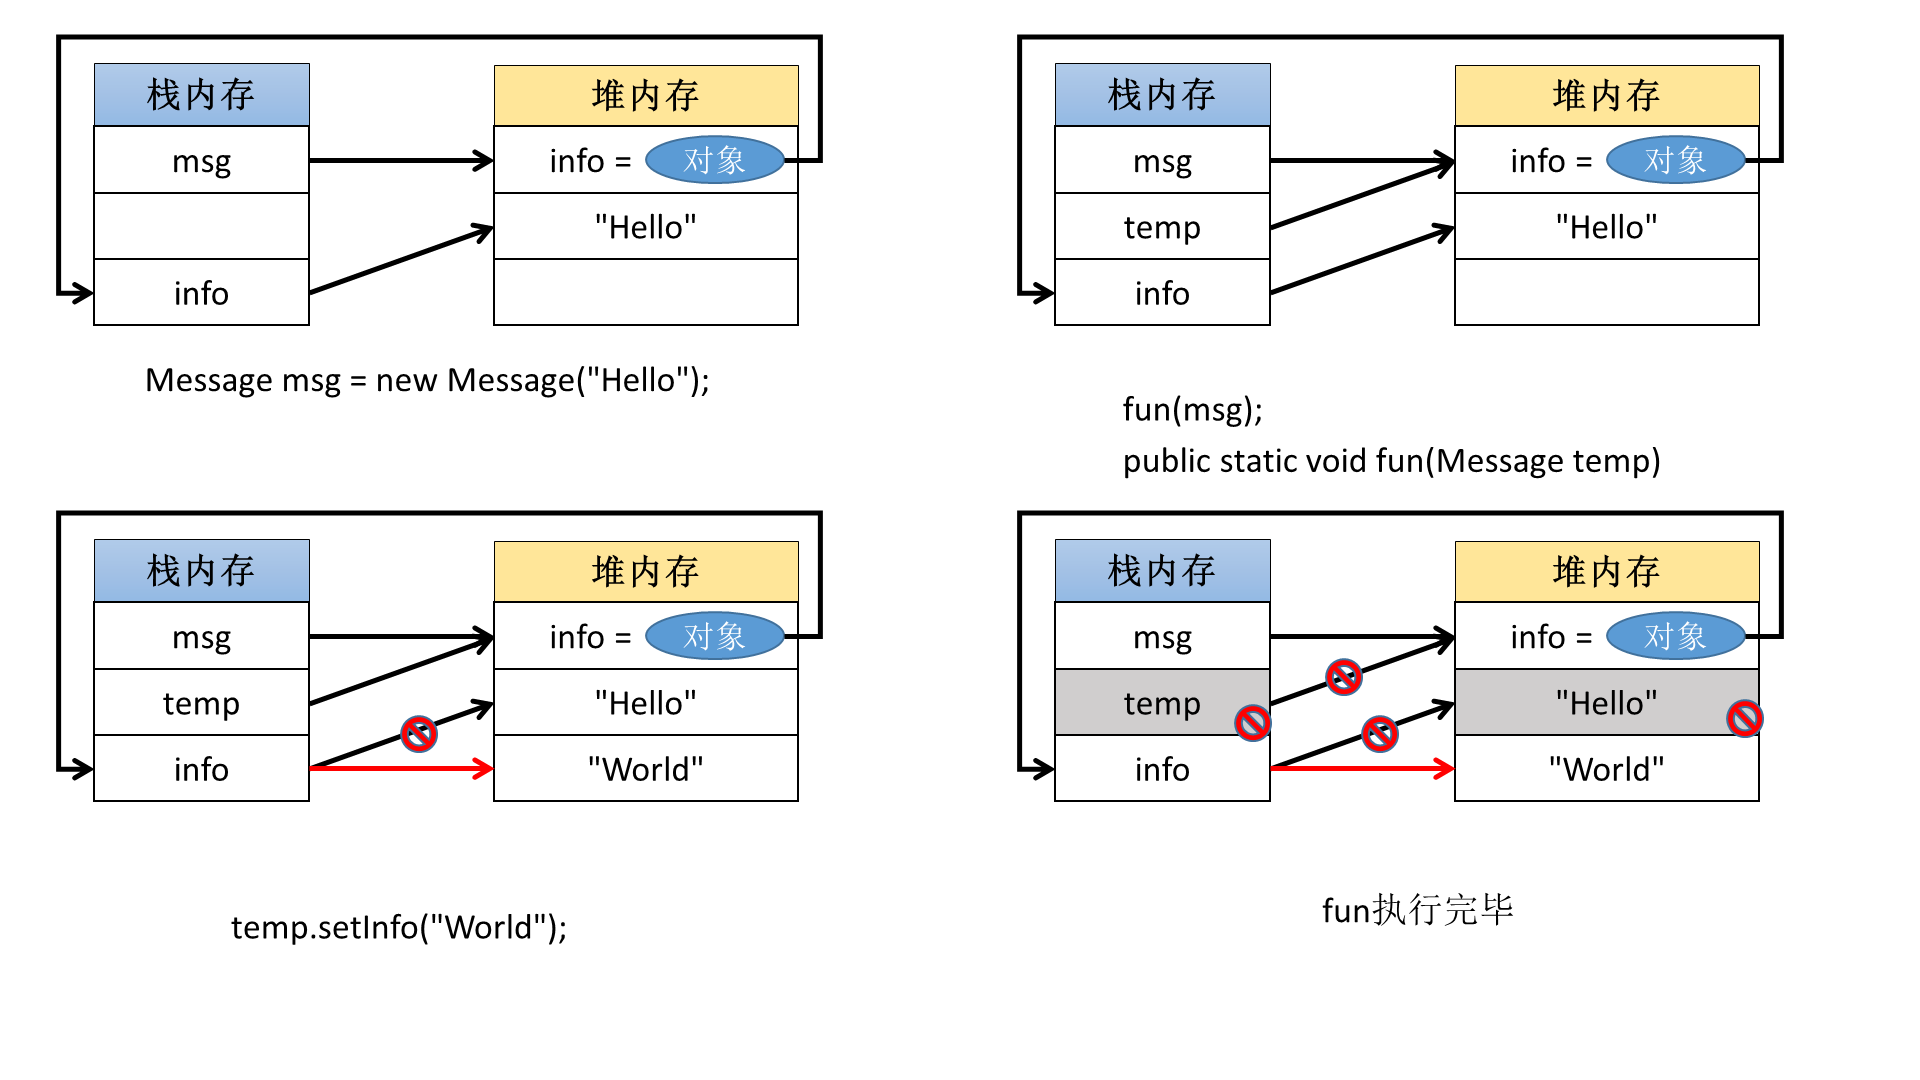 栈内存 堆内存
msg info = 对象
"Hello"
info
Message msg = new Message("Hello");
栈内存 堆内存
msg info = 对象
temp "Hello"
info
fun(msg);
public static void fun(Message temp)
栈内存 堆内存
msg info = 对象
temp "Hello"
info "World"
temp.setInfo("World");
栈内存 堆内存
msg info = 对象
temp "Hello"
info "World"
fun执行完毕